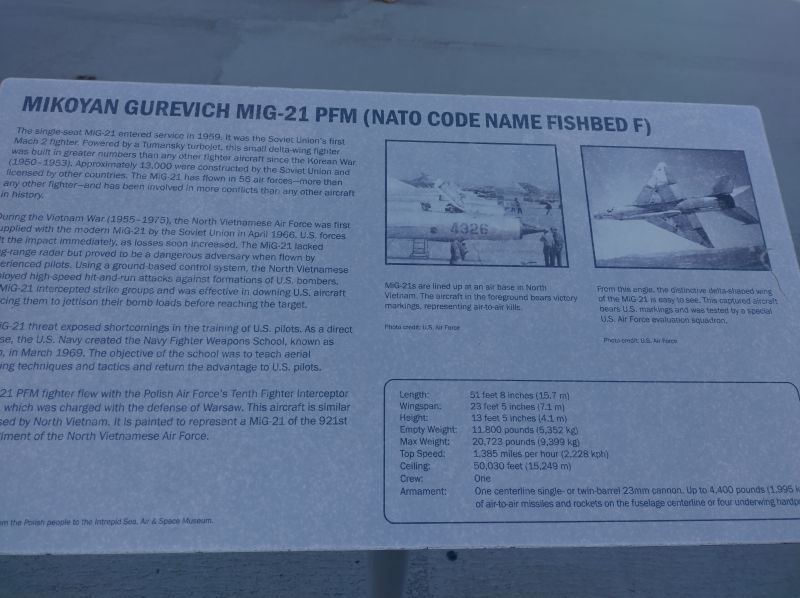 MIKOYAN GUREVICH MIG-21 PFM (NATO CODE NAME FISHBED F)
The single-seat MiG-21 entered service in 1959. It was the Soviet Union's first
Mach 2 fighter. Powered by a Tumansky turbojet, this small delta-wing fighter
was built in greater numbers than any other fighter aircraft since the Korean War
(1950–1953). Approximately 13,000 were constructed by the Soviet Union and
licensed by other countries. The MiG-21 has flown in 56 air forces—more than
any other fighter—and has been involved in more conflicts than any other aircraft
in history.
During the Vietnam War (1955–1975), the North Vietnamese Air Force was first
upplied with the modern MiG-21 by the Soviet Union in April 1966. U.S. forces
lt the impact immediately, as losses soon increased. The MiG-21 lacked
g-range radar but proved to be a dangerous adversary when flown by
erienced pilots. Using a ground-based control system, the North Vietnamese
loyed high-speed hit-and-run attacks against formations of U.S. bombers.
MiG-21 intercepted strike groups and was effective in downing U.S. aircraft
cing them to jettison their bomb loads before reaching the target.
iG-21 threat exposed shortcomings in the training of U.S. pilots. As a direct
se, the U.S. Navy created the Navy Fighter Weapons School, known as
n, in March 1969. The objective of the school was to teach aerial
ing techniques and tactics and return the advantage to U.S. pilots.
21 PFM fighter flew with the Polish Air Force's Tenth Fighter Interceptor
, which was charged with the defense of Warsaw. This aircraft is similar
sed by North Vietnam. It is painted to represent a MiG-21 of the 921st
iment of the North Vietnamese Air Force.
om the Polish people to the Intrepid Sea, Air & Space Museum.
4326
MiG-21s are lined up at an air base in North
Vietnam. The aircraft in the foreground bears victory
markings, representing air-to-air kills.
Photo credit: U.S. Air Force
From this angle, the distinctive delta-shaped wing
of the MiG-21 is easy to see. This captured aircraft
bears U.S. markings and was tested by a special
U.S. Air Force evaluation squadron.
Photo credit: U.S. Air Force
Length: 51 feet 8 inches (15.7 m)
Wingspan: 23 feet 5 inches (7.1 m)
Height: 13 feet 5 inches (4.1 m)
Empty Weight: 11,800 pounds (5,352 kg)
Max Weight: 20,723 pounds (9,399 kg)
Top Speed: 1,385 miles per hour (2,228 kph)
Ceiling: 50,030 feet (15,249 m)
Crew: One
Armament: One centerline single- or twin-barrel 23mm cannon. Up to 4,400 pounds (1,995 k
of air-to-air missiles and rockets on the fuselage centerline or four underwing hardpo